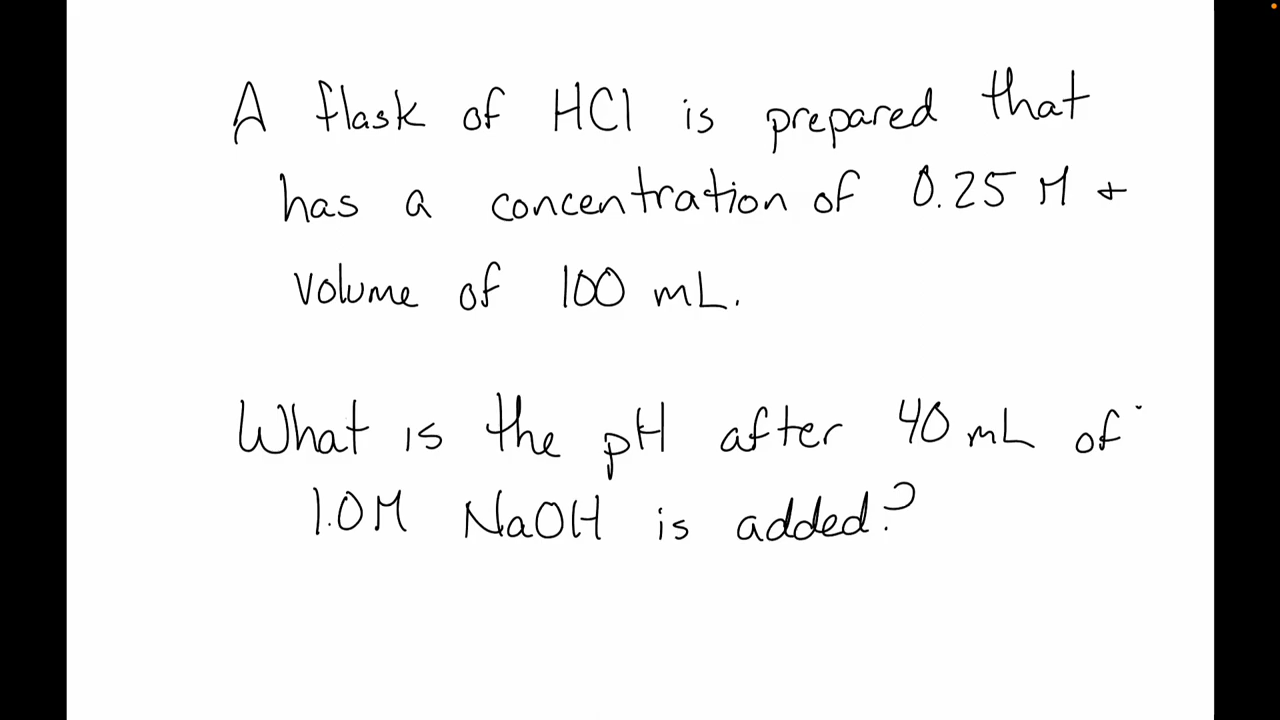 A flask of HCl is prepared that
has a concentration of 0.25 M +
volume of 100 mL.
What is the pH after 40 mL of
1.0M NaOH is added?